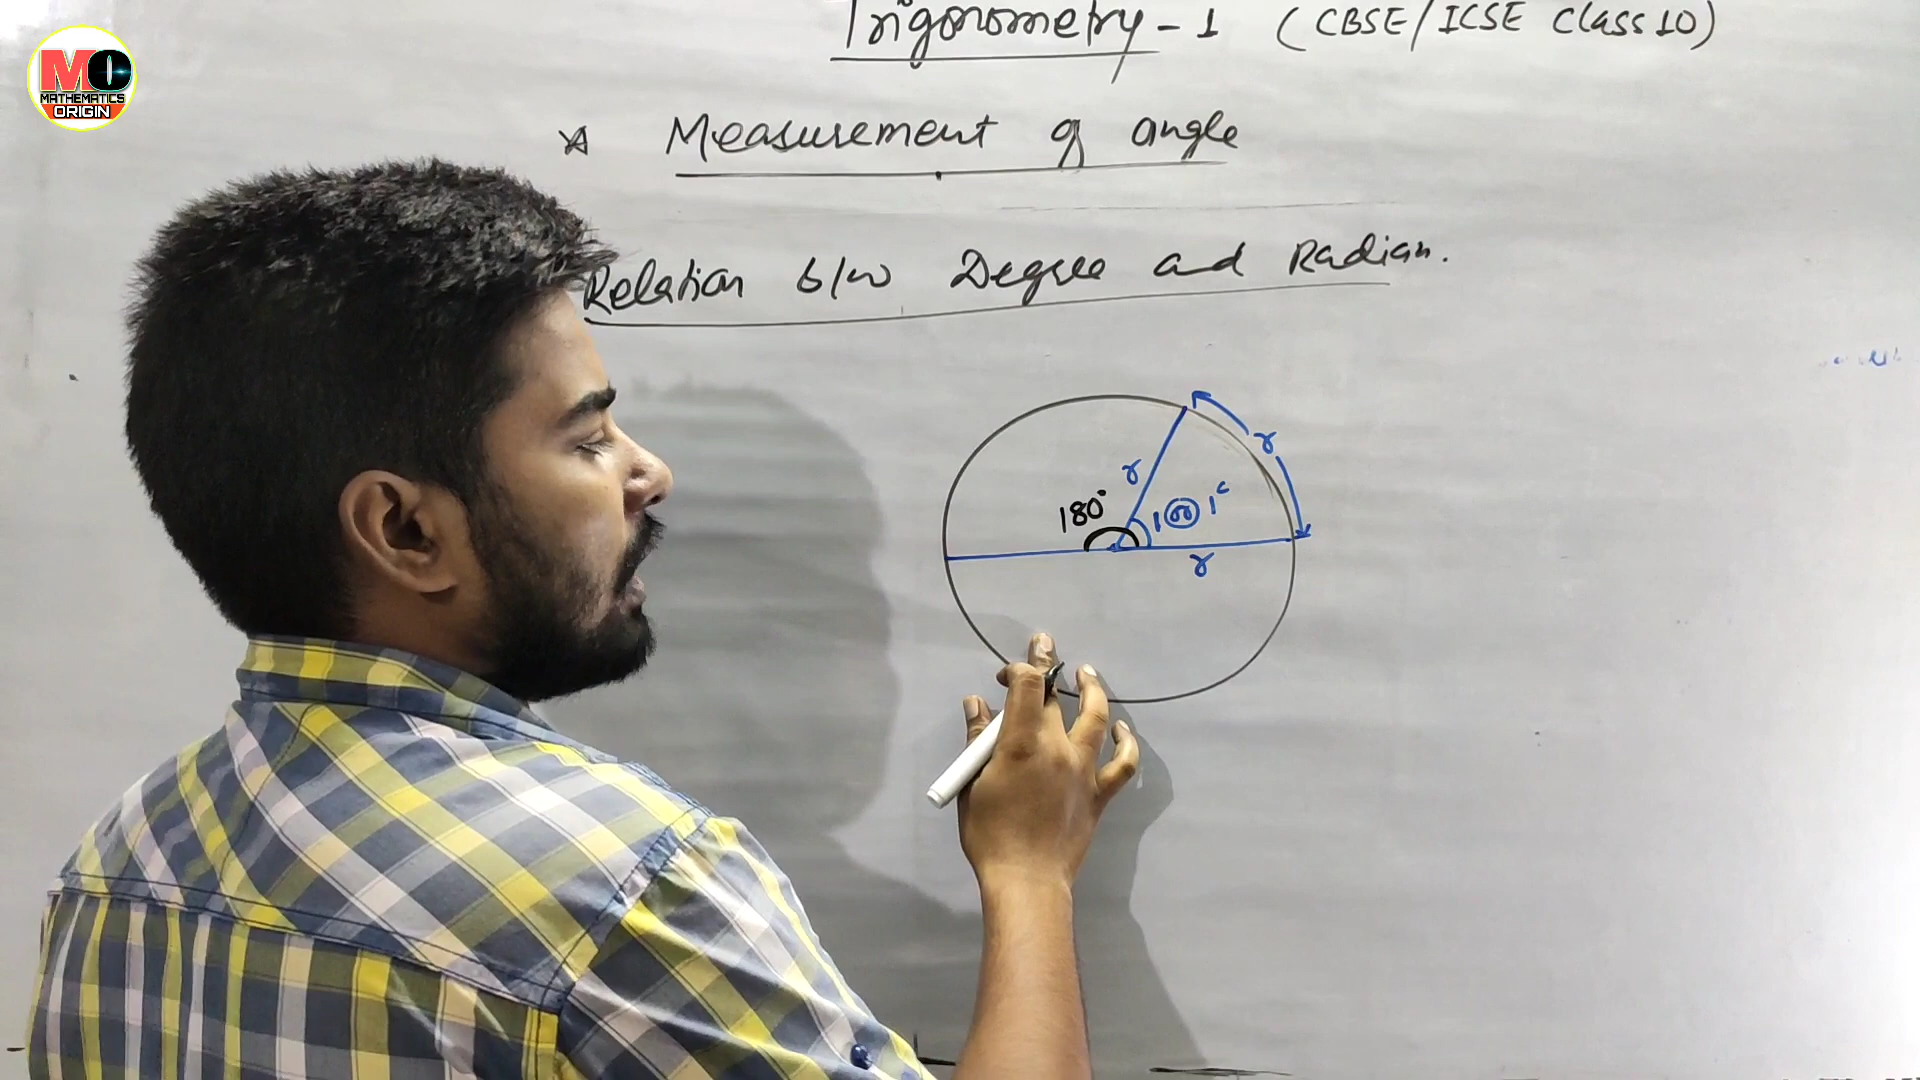 MO
MATHEMATICS
ORIGIN
Trigonometry - 1 (CBSE/ICSE Class 10)
Measurement of angle
Relation b/w Degree and Radian.
r
r
180° 1 1ᶜ
r